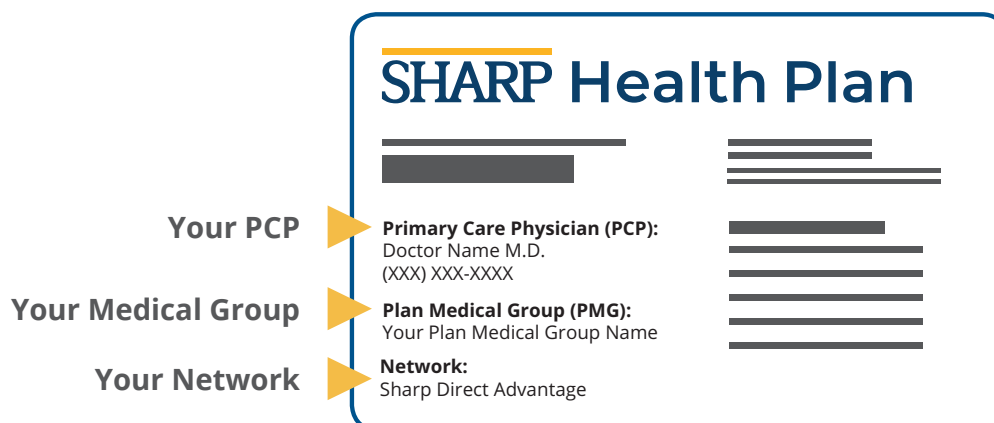 SHARP Health Plan
Your PCP
Primary Care Physician (PCP):
Doctor Name M.D.
(XXX) XXX-XXXX
Your Medical Group
Plan Medical Group (PMG):
Your Plan Medical Group Name
Your Network
Network:
Sharp Direct Advantage